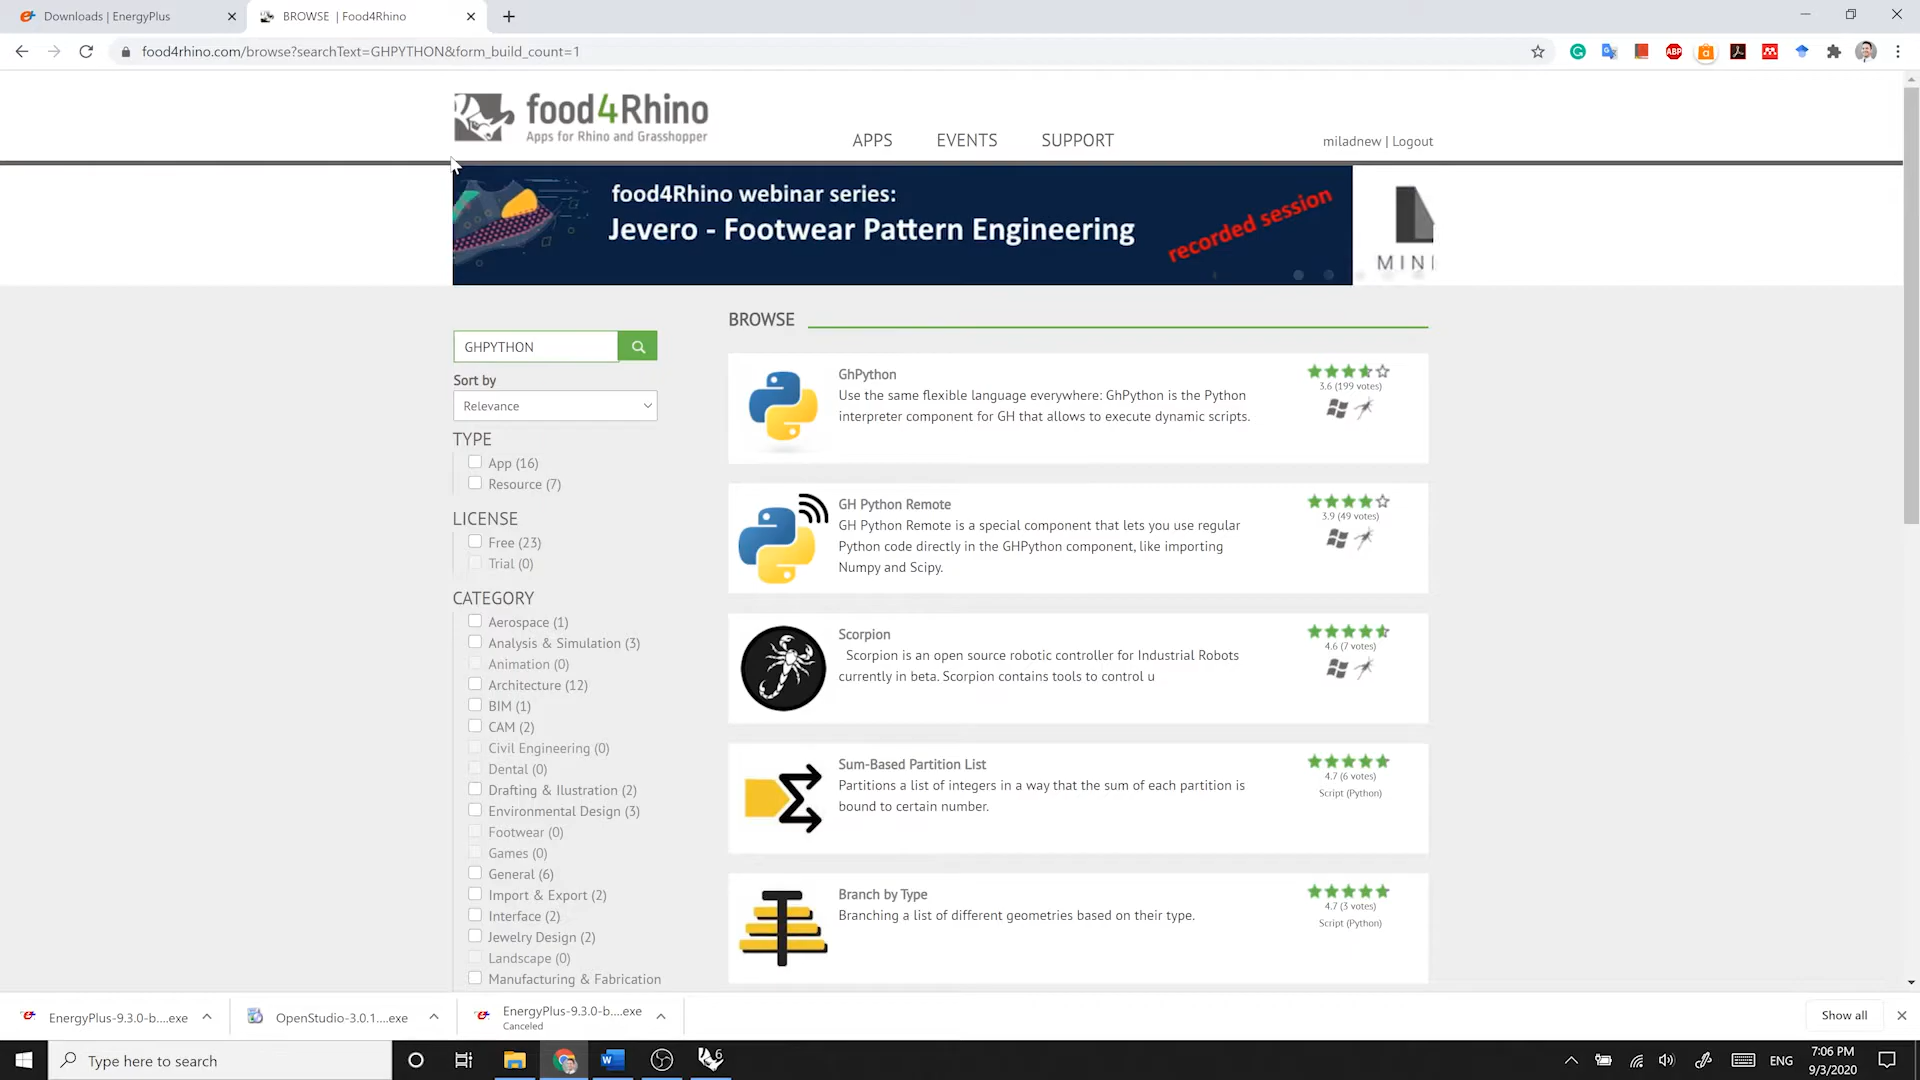 Downloads | EnergyPlus
BROWSE | Food4Rhino
food4rhino.com/browse?searchText=GHPYTHON&form_build_count=1
ABP
food4Rhino
Apps for Rhino and Grasshopper
APPS
EVENTS
SUPPORT
miladnew | Logout
food4Rhino webinar series:
Jevero - Footwear Pattern Engineering
recorded session
MINI
BROWSE
GHPYTHON
Sort by
Relevance
TYPE
App (16)
Resource (7)
LICENSE
Free (23)
Trial (0)
CATEGORY
Aerospace (1)
Analysis & Simulation (3)
Animation (0)
Architecture (12)
BIM (1)
CAM (2)
Civil Engineering (0)
Dental (0)
Drafting & Ilustration (2)
Environmental Design (3)
Footwear (0)
Games (0)
General (6)
Import & Export (2)
Interface (2)
Jewelry Design (2)
Landscape (0)
Manufacturing & Fabrication
GhPython
Use the same flexible language everywhere: GhPython is the Python
interpreter component for GH that allows to execute dynamic scripts.
3.6 (199 votes)
GH Python Remote
GH Python Remote is a special component that lets you use regular
Python code directly in the GHPython component, like importing
Numpy and Scipy.
3.9 (49 votes)
Scorpion
Scorpion is an open source robotic controller for Industrial Robots
currently in beta. Scorpion contains tools to control u
4.6 (7 votes)
Sum-Based Partition List
Partitions a list of integers in a way that the sum of each partition is
bound to certain number.
4.7 (6 votes)
Script (Python)
Branch by Type
Branching a list of different geometries based on their type.
4.7 (3 votes)
Script (Python)
EnergyPlus-9.3.0-b....exe
OpenStudio-3.0.1....exe
EnergyPlus-9.3.0-b....exe
Canceled
Show all
Type here to search
W
6
ENG
7:06 PM
9/3/2020